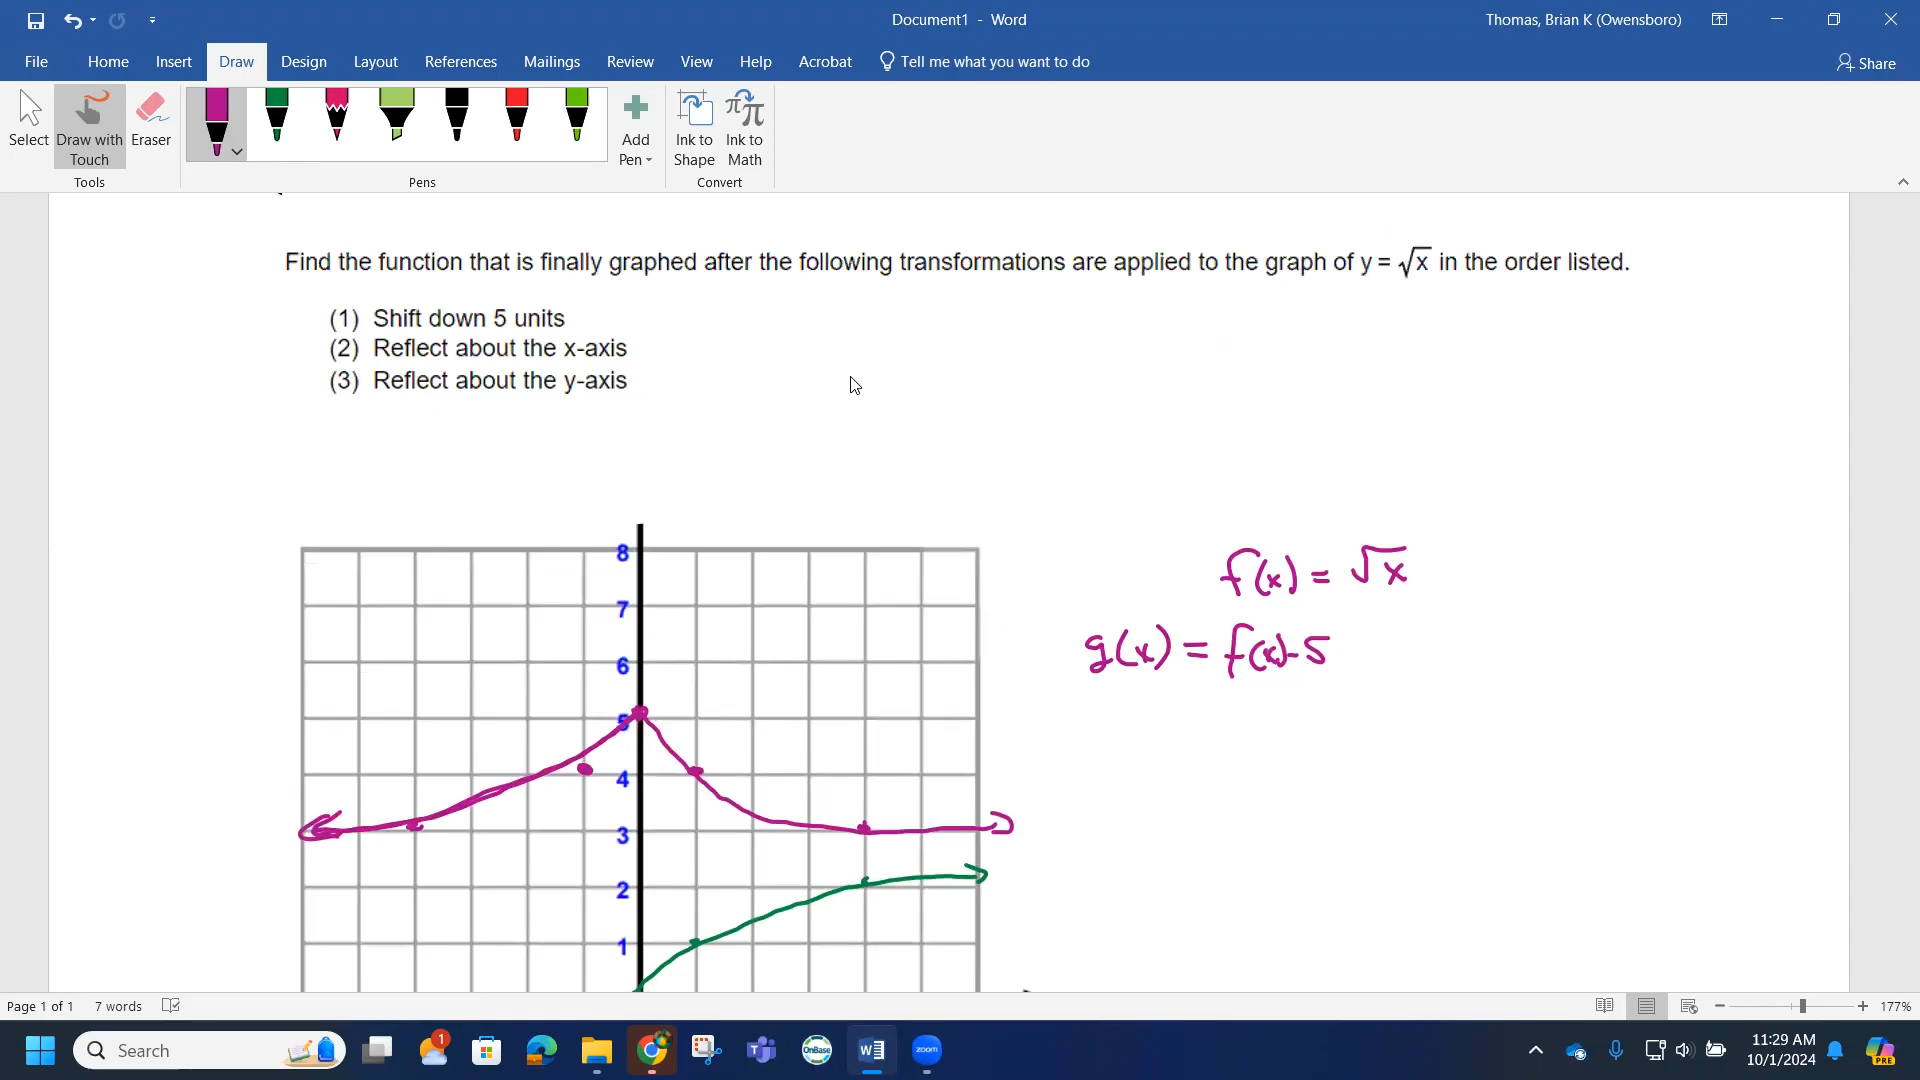 Document1 - Word
Thomas, Brian K (Owensboro)
File Home Insert Draw Design Layout References Mailings Review View Help Acrobat Tell me what you want to do
Share
Select
Draw with Touch
Eraser
Add Pen
Ink to Shape
Ink to Math
Tools
Pens
Convert
Find the function that is finally graphed after the following transformations are applied to the graph of y = √x in the order listed.
(1) Shift down 5 units
(2) Reflect about the x-axis
(3) Reflect about the y-axis
f(x) = √x
g(x) = f(x)-5
8
7
6
5
4
3
2
1
Page 1 of 1 7 words
177%
Search
1
OnBase
zoom
11:29 AM
10/1/2024
PRE